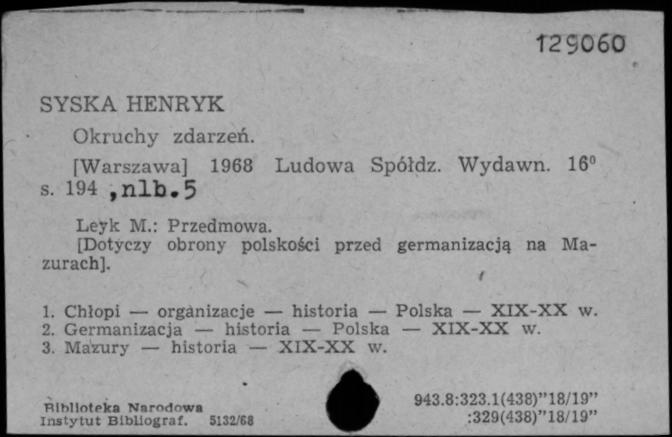 129060
SYSKA HENRYK
Okruchy zdarzeń.
[Warszawa] 1968 Ludowa Spółdz. Wydawn. 16⁰
s. 194 , nlb. 5
Leyk M.: Przedmowa.
[Dotyczy obrony polskości przed germanizacją na Ma-
zurach].
1. Chłopi — organizacje — historia — Polska — XIX-XX w.
2. Germanizacja — historia — Polska — XIX-XX w.
3. Mazury — historia — XIX-XX w.
Biblioteka Narodowa
Instytut Bibliograf. 5132/68
943.8:323.1(438)"18/19"
:329(438)"18/19"